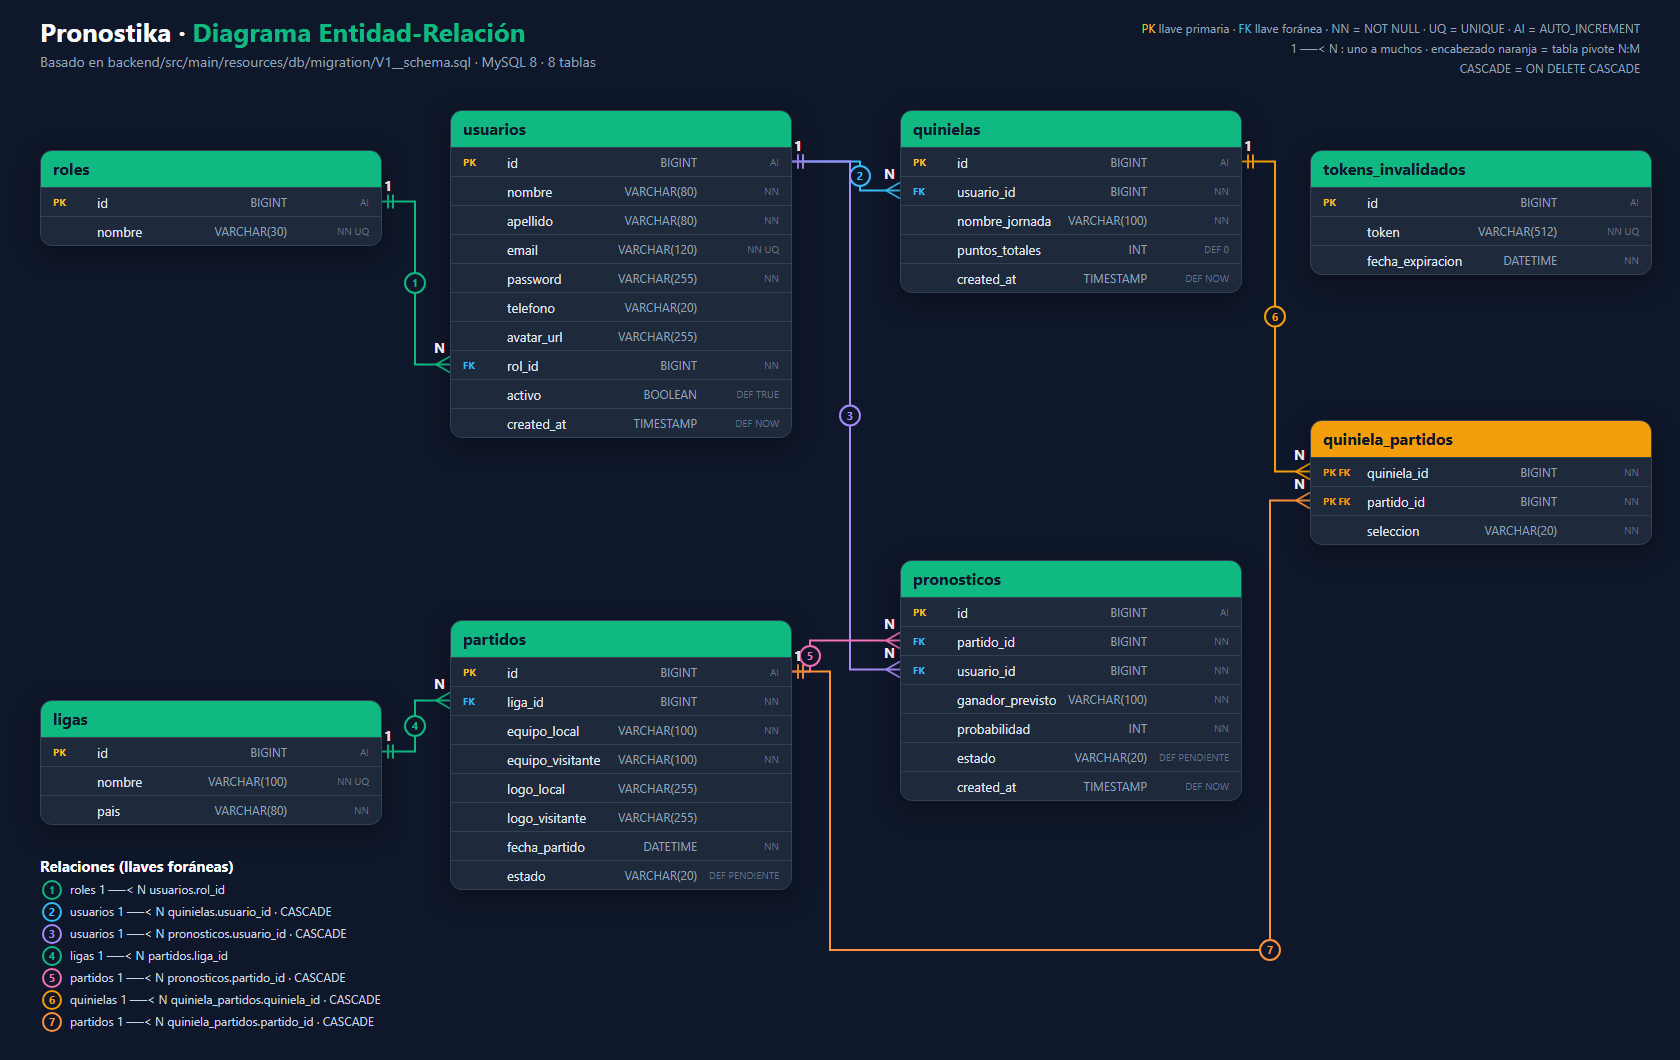 Pronostika · Diagrama Entidad-Relación
Basado en backend/src/main/resources/db/migration/V1__schema.sql · MySQL 8 · 8 tablas
PK llave primaria · FK llave foránea · NN = NOT NULL · UQ = UNIQUE · AI = AUTO_INCREMENT
1 —–< N : uno a muchos · encabezado naranja = tabla pivote N:M
CASCADE = ON DELETE CASCADE
roles
PK id BIGINT AI
nombre VARCHAR(30) NN UQ
1
1
N
usuarios
PK id BIGINT AI
nombre VARCHAR(80) NN
apellido VARCHAR(80) NN
email VARCHAR(120) NN UQ
password VARCHAR(255) NN
telefono VARCHAR(20)
avatar_url VARCHAR(255)
FK rol_id BIGINT NN
activo BOOLEAN DEF TRUE
created_at TIMESTAMP DEF NOW
1
2
N
3
quinielas
PK id BIGINT AI
FK usuario_id BIGINT NN
nombre_jornada VARCHAR(100) NN
puntos_totales INT DEF 0
created_at TIMESTAMP DEF NOW
1
6
tokens_invalidados
PK id BIGINT AI
token VARCHAR(512) NN UQ
fecha_expiracion DATETIME NN
N
N
quiniela_partidos
PK FK quiniela_id BIGINT NN
PK FK partido_id BIGINT NN
seleccion VARCHAR(20) NN
ligas
PK id BIGINT AI
nombre VARCHAR(100) NN UQ
pais VARCHAR(80) NN
1
4
N
partidos
PK id BIGINT AI
FK liga_id BIGINT NN
equipo_local VARCHAR(100) NN
equipo_visitante VARCHAR(100) NN
logo_local VARCHAR(255)
logo_visitante VARCHAR(255)
fecha_partido DATETIME NN
estado VARCHAR(20) DEF PENDIENTE
1
5
N
N
pronosticos
PK id BIGINT AI
FK partido_id BIGINT NN
FK usuario_id BIGINT NN
ganador_previsto VARCHAR(100) NN
probabilidad INT NN
estado VARCHAR(20) DEF PENDIENTE
created_at TIMESTAMP DEF NOW
7
Relaciones (llaves foráneas)
1 roles 1 —–< N usuarios.rol_id
2 usuarios 1 —–< N quinielas.usuario_id · CASCADE
3 usuarios 1 —–< N pronosticos.usuario_id · CASCADE
4 ligas 1 —–< N partidos.liga_id
5 partidos 1 —–< N pronosticos.partido_id · CASCADE
6 quinielas 1 —–< N quiniela_partidos.quiniela_id · CASCADE
7 partidos 1 —–< N quiniela_partidos.partido_id · CASCADE